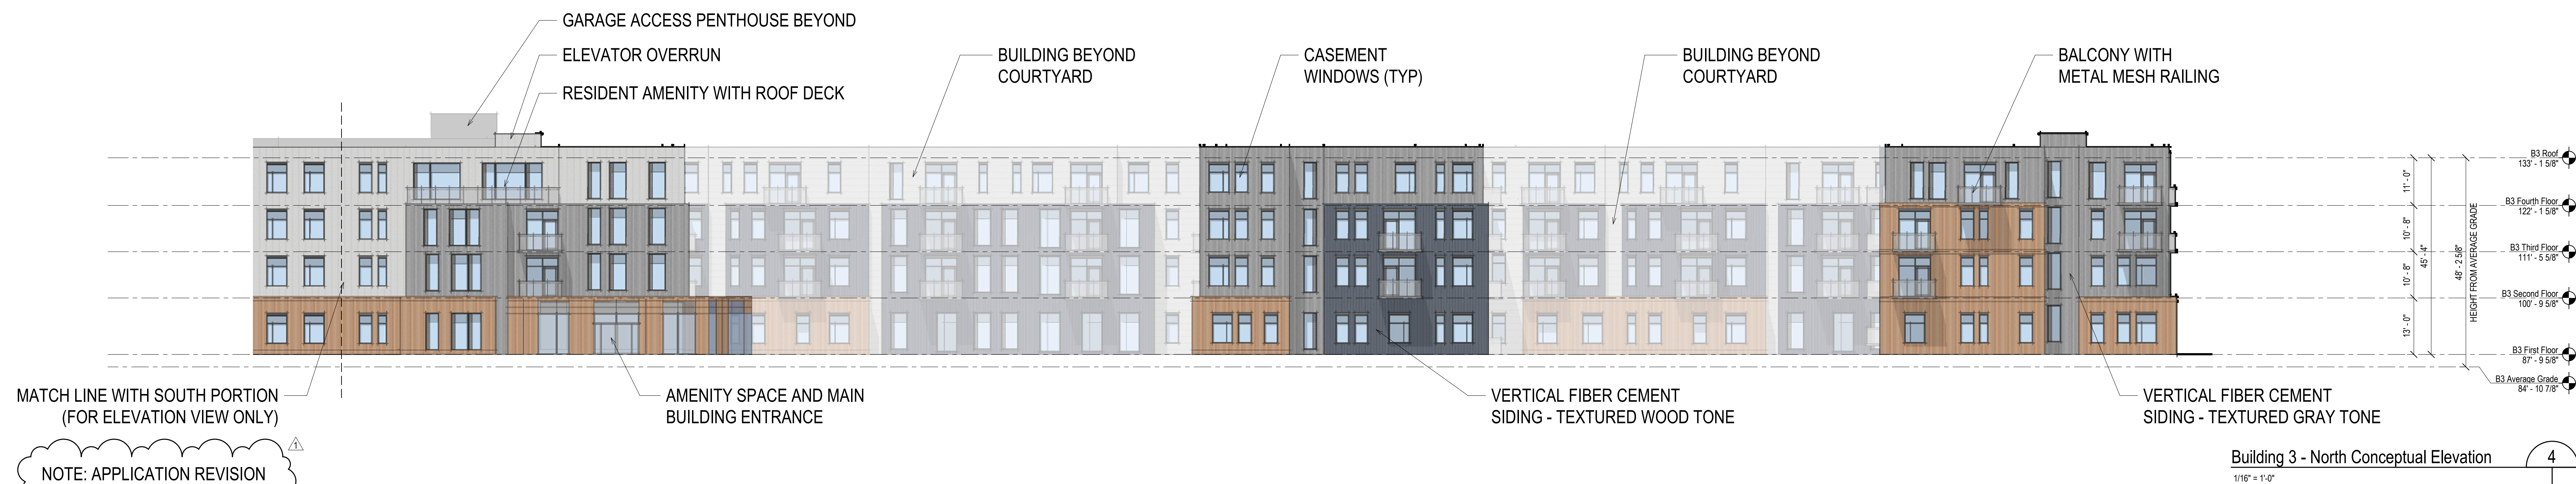 GARAGE ACCESS PENTHOUSE BEYOND
ELEVATOR OVERRUN
RESIDENT AMENITY WITH ROOF DECK
BUILDING BEYOND
COURTYARD
CASEMENT
WINDOWS (TYP)
BUILDING BEYOND
COURTYARD
BALCONY WITH
METAL MESH RAILING
B3 Roof
133' - 1 5/8"
11' - 0"
B3 Fourth Floor
122' - 1 5/8"
10' - 8"
B3 Third Floor
111' - 5 5/8"
10' - 8"
B3 Second Floor
100' - 9 5/8"
13' - 0"
B3 First Floor
87' - 9 5/8"
B3 Average Grade
84' - 10 7/8"
45' - 4"
48' - 2 5/8"
HEIGHT FROM AVERAGE GRADE
MATCH LINE WITH SOUTH PORTION
(FOR ELEVATION VIEW ONLY)
AMENITY SPACE AND MAIN
BUILDING ENTRANCE
VERTICAL FIBER CEMENT
SIDING - TEXTURED WOOD TONE
VERTICAL FIBER CEMENT
SIDING - TEXTURED GRAY TONE
1
NOTE: APPLICATION REVISION
Building 3 - North Conceptual Elevation
4
1/16" = 1'-0"